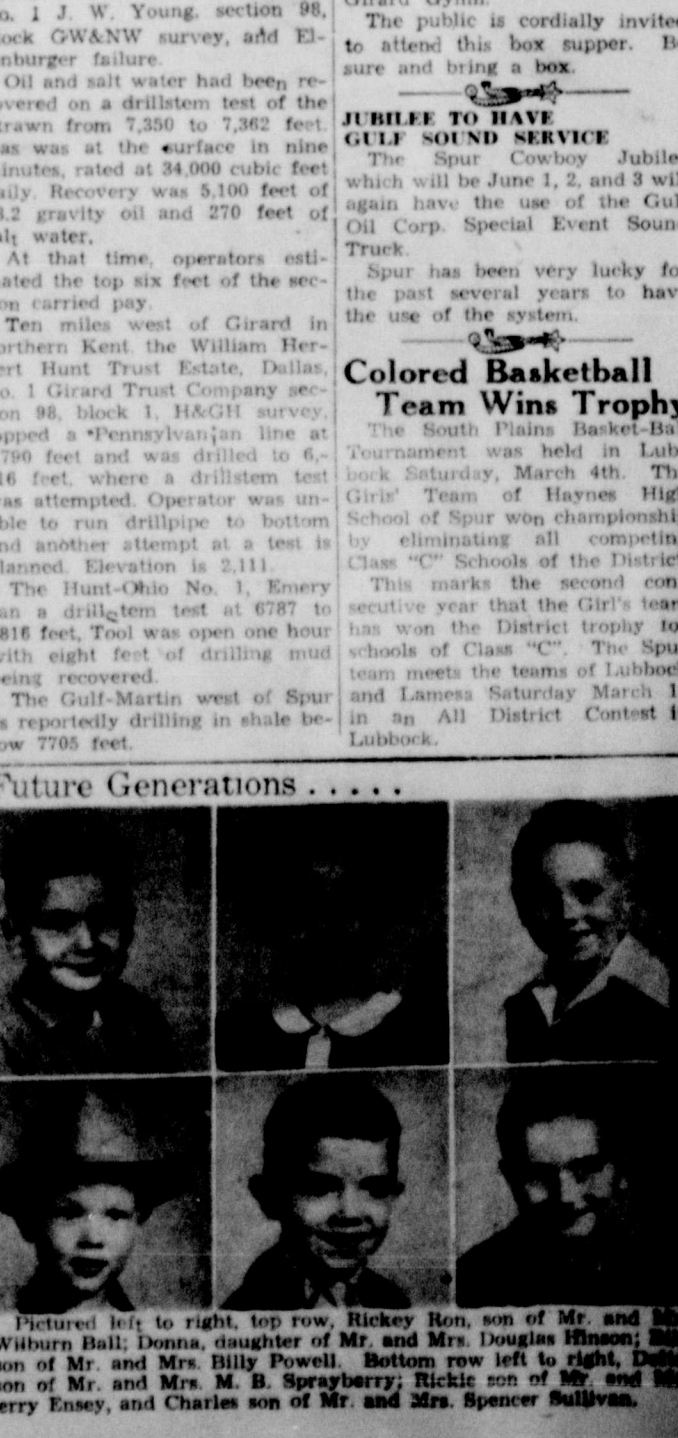 o. 1 J. W. Young, section 98,
ock GW&NW survey, and El-
nburger failure.
Oil and salt water had been re-
overed on a drillstem test of the
trawn from 7,350 to 7,362 feet.
as was at the surface in nine
inutes, rated at 34,000 cubic feet
aily. Recovery was 5,100 feet of
.2 gravity oil and 270 feet of
alt water.
At that time, operators esti-
ated the top six feet of the sec-
on carried pay.
Ten miles west of Girard in
orthern Kent the William Her-
ert Hunt Trust Estate, Dallas,
o. 1 Girard Trust Company sec-
on 98, block 1, H&GH survey,
opped a Pennsylvanian line at
790 feet and was drilled to 6,-
16 feet, where a drillstem test
as attempted. Operator was un-
ble to run drillpipe to bottom
nd another attempt at a test is
lanned. Elevation is 2,111.
The Hunt-Ohio No. 1, Emery
an a drillstem test at 6787 to
816 feet, Tool was open one hour
ith eight feet of drilling mud
eing recovered.
The Gulf-Martin west of Spur
s reportedly drilling in shale be-
ow 7705 feet.
Girard Gymn.
The public is cordially invite
to attend this box supper. B
sure and bring a box.
JUBILEE TO HAVE
GULF SOUND SERVICE
The Spur Cowboy Jubile
which will be June 1, 2, and 3 wil
again have the use of the Gul
Oil Corp. Special Event Soun
Truck.
Spur has been very lucky fo
the past several years to hav
the use of the system.
Colored Basketball
Team Wins Trophy
The South Plains Basket-Ba
Tournament was held in Lub
bock Saturday, March 4th. Th
Girls' Team of Haynes Hig
School of Spur won championshi
by eliminating all competin
Class "C" Schools of the Distric
This marks the second con
secutive year that the Girl's tea
has won the District trophy fo
schools of Class "C". The Spu
team meets the teams of Lubboc
and Lamesa Saturday March 1
in an All District Contest i
Lubbock.
Future Generations . . . . .
Pictured left to right, top row, Rickey Ron, son of Mr. and
Wilburn Ball; Donna, daughter of Mr. and Mrs. Douglas Hinson;
son of Mr. and Mrs. Billy Powell. Bottom row left to right,
son of Mr. and Mrs. M. B. Sprayberry; Rickie son of Mr. and
erry Ensey, and Charles son of Mr. and Mrs. Spencer Sullivan.